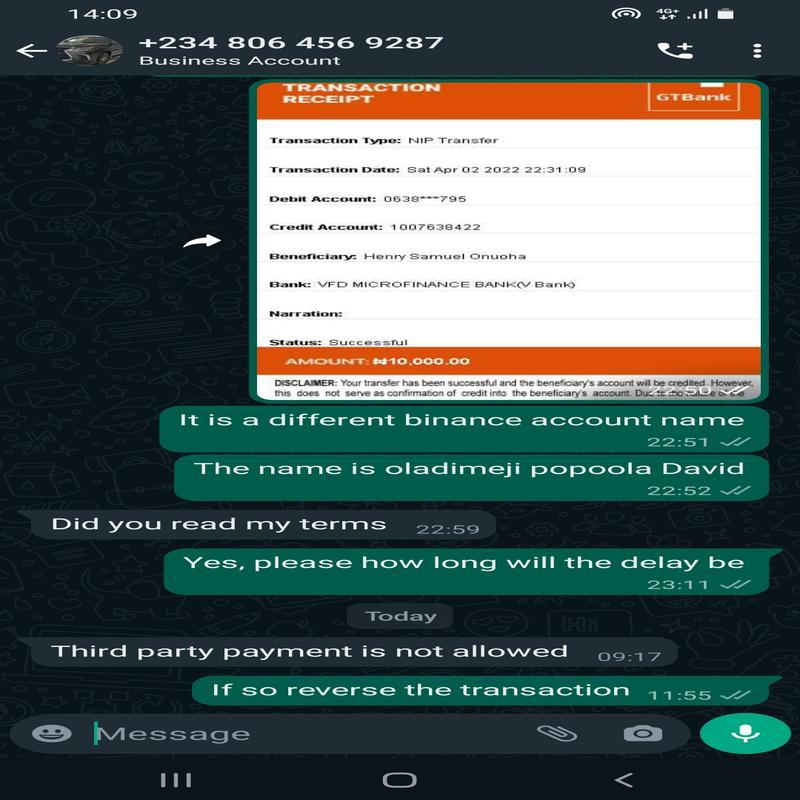 14:09
4G+
+234 806 456 9287
Business Account
TRANSACTION
RECEIPT
GTBank
Transaction Type: NIP Transfer
Transaction Date: Sat Apr 02 2022 22:31:09
Debit Account: 0638***795
Credit Account: 1007638422
Beneficiary: Henry Samuel Onuoha
Bank: VFD MICROFINANCE BANK(V Bank)
Narration:
Status: Successful
AMOUNT: ₦10,000.00
DISCLAIMER: Your transfer has been successful and the beneficiary's account will be credited. However,
this does not serve as confirmation of credit into the beneficiary's account. Due to the
22:50
It is a different binance account name
22:51
The name is oladimeji popoola David
22:52
Did you read my terms 22:59
Yes, please how long will the delay be
23:11
Today
Third party payment is not allowed 09:17
If so reverse the transaction 11:55
Message